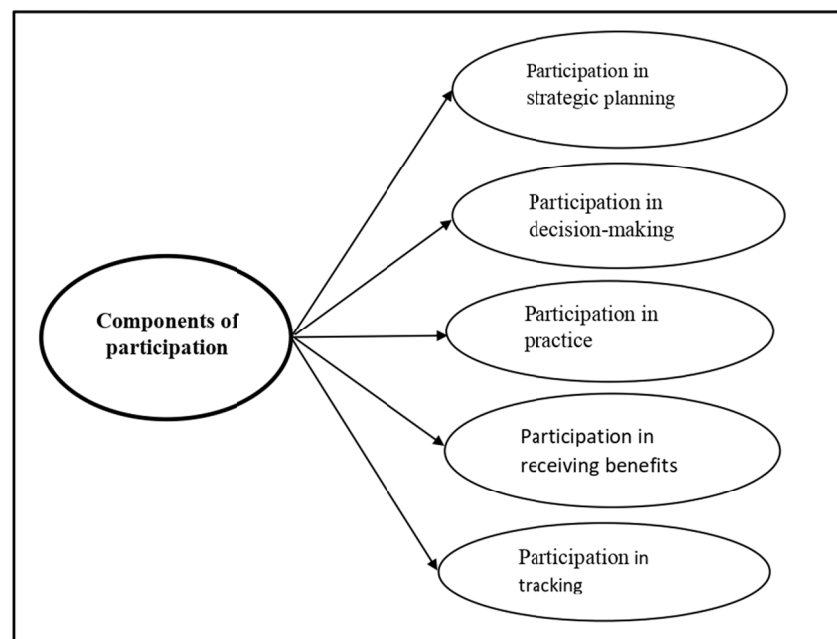 Participation in
strategic planning
Participation in
decision-making
Components of
participation
Participation in
practice
Participation in
receiving benefits
Participation in
tracking